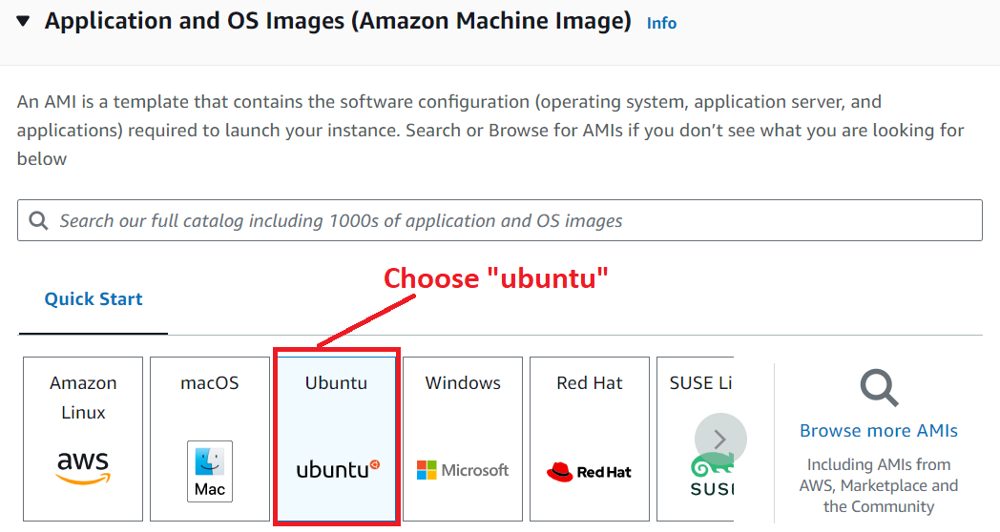 Application and OS Images (Amazon Machine Image) Info
An AMI is a template that contains the software configuration (operating system, application server, and
applications) required to launch your instance. Search or Browse for AMIs if you don’t see what you are looking for
below
Search our full catalog including 1000s of application and OS images
Choose "ubuntu"
Quick Start
Amazon
Linux
aws
macOS
Mac
Ubuntu
ubuntu
Windows
Microsoft
Red Hat
Red Hat
SUSE Li
SUS
Browse more AMIs
Including AMIs from
AWS, Marketplace and
the Community